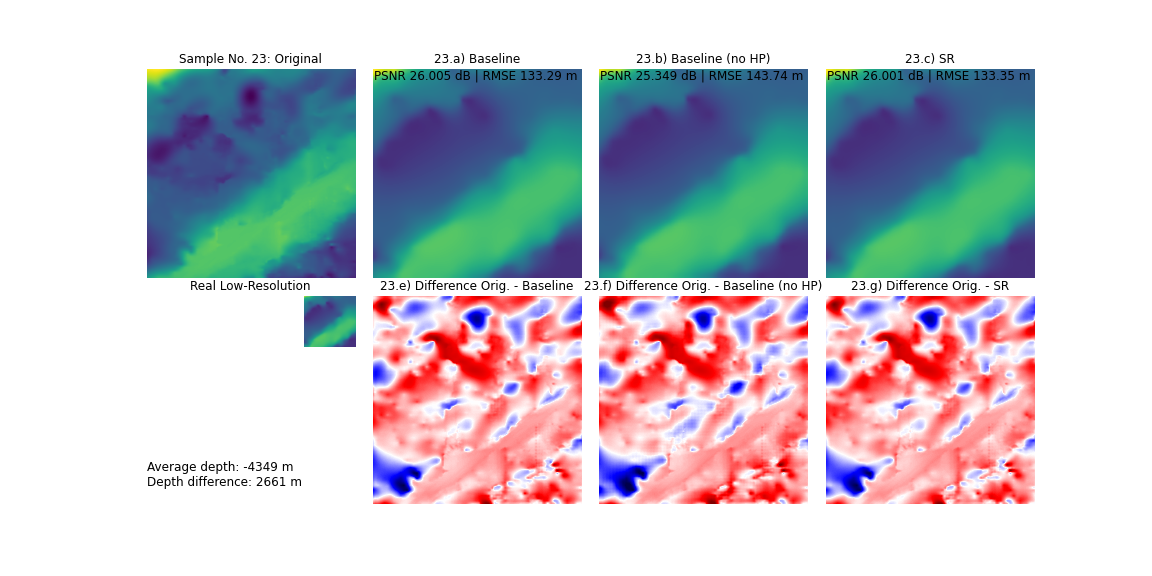 Sample No. 23: Original
23.a) Baseline
23.b) Baseline (no HP)
23.c) SR
PSNR 26.005 dB | RMSE 133.29 m
PSNR 25.349 dB | RMSE 143.74 m
PSNR 26.001 dB | RMSE 133.35 m
Real Low-Resolution
23.e) Difference Orig. - Baseline
23.f) Difference Orig. - Baseline (no HP)
23.g) Difference Orig. - SR
Average depth: -4349 m
Depth difference: 2661 m